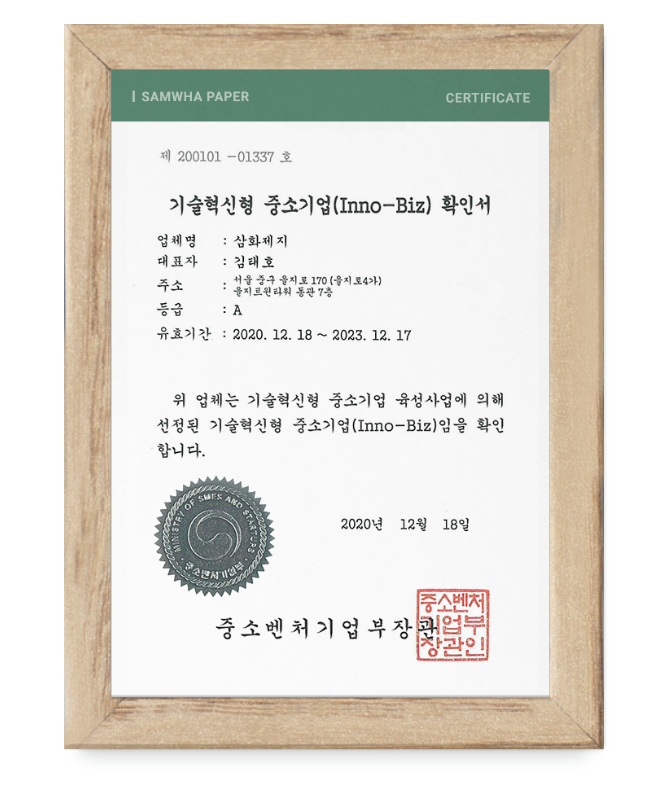 SAMWHA PAPER
CERTIFICATE
제 200101 -01337 호
기술혁신형 중소기업(Inno-Biz) 확인서
업체명 : 삼화제지
대표자 : 김태호
주소 : 서울 중구 을지로 170 (을지로4가)
을지트윈타워 동관 7층
등급 : A
유효기간 : 2020. 12. 18 ~ 2023. 12. 17
위 업체는 기술혁신형 중소기업 육성사업에 의해
선정된 기술혁신형 중소기업(Inno-Biz)임을 확인
합니다.
MINISTRY OF SMES AND STARTUPS
중소벤처기업부
2020년 12월 18일
중소벤처기업부장관
중소벤처
기업부
장관인